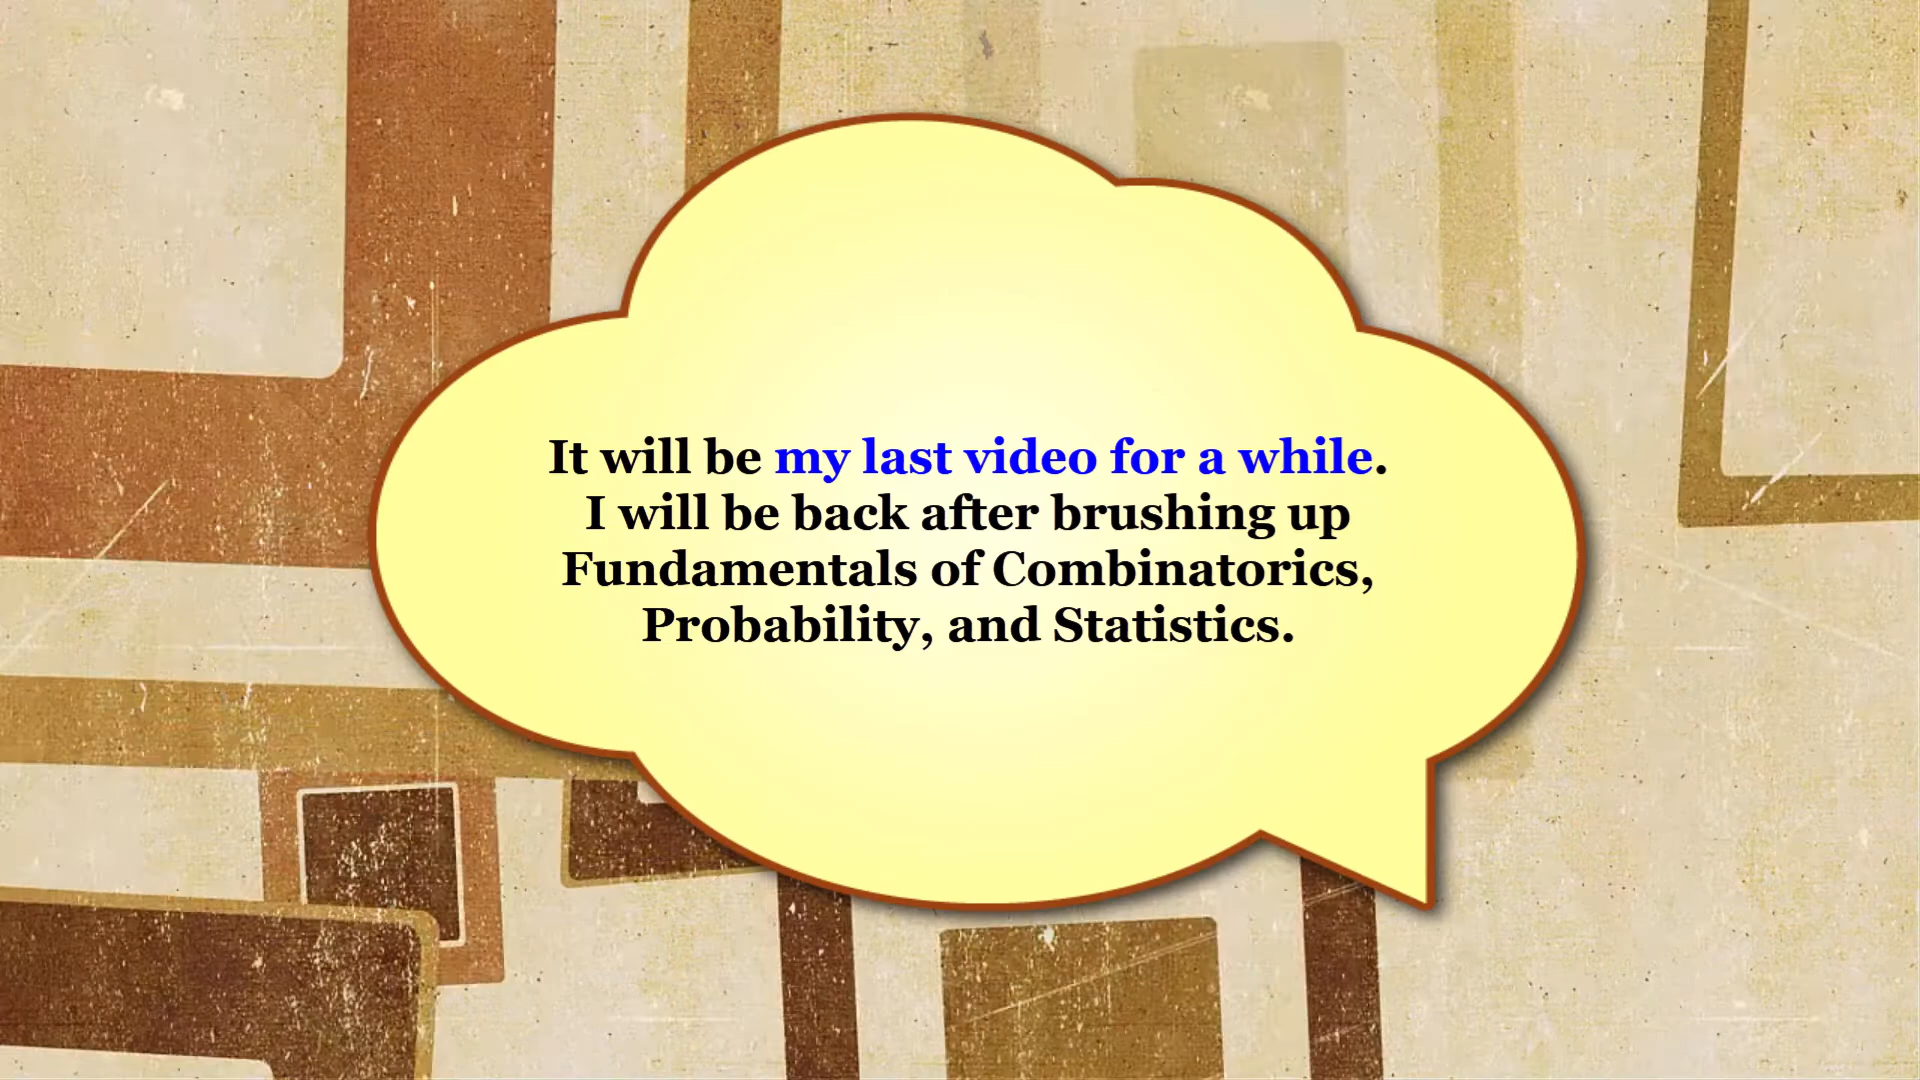 It will be my last video for a while.
I will be back after brushing up
Fundamentals of Combinatorics,
Probability, and Statistics.